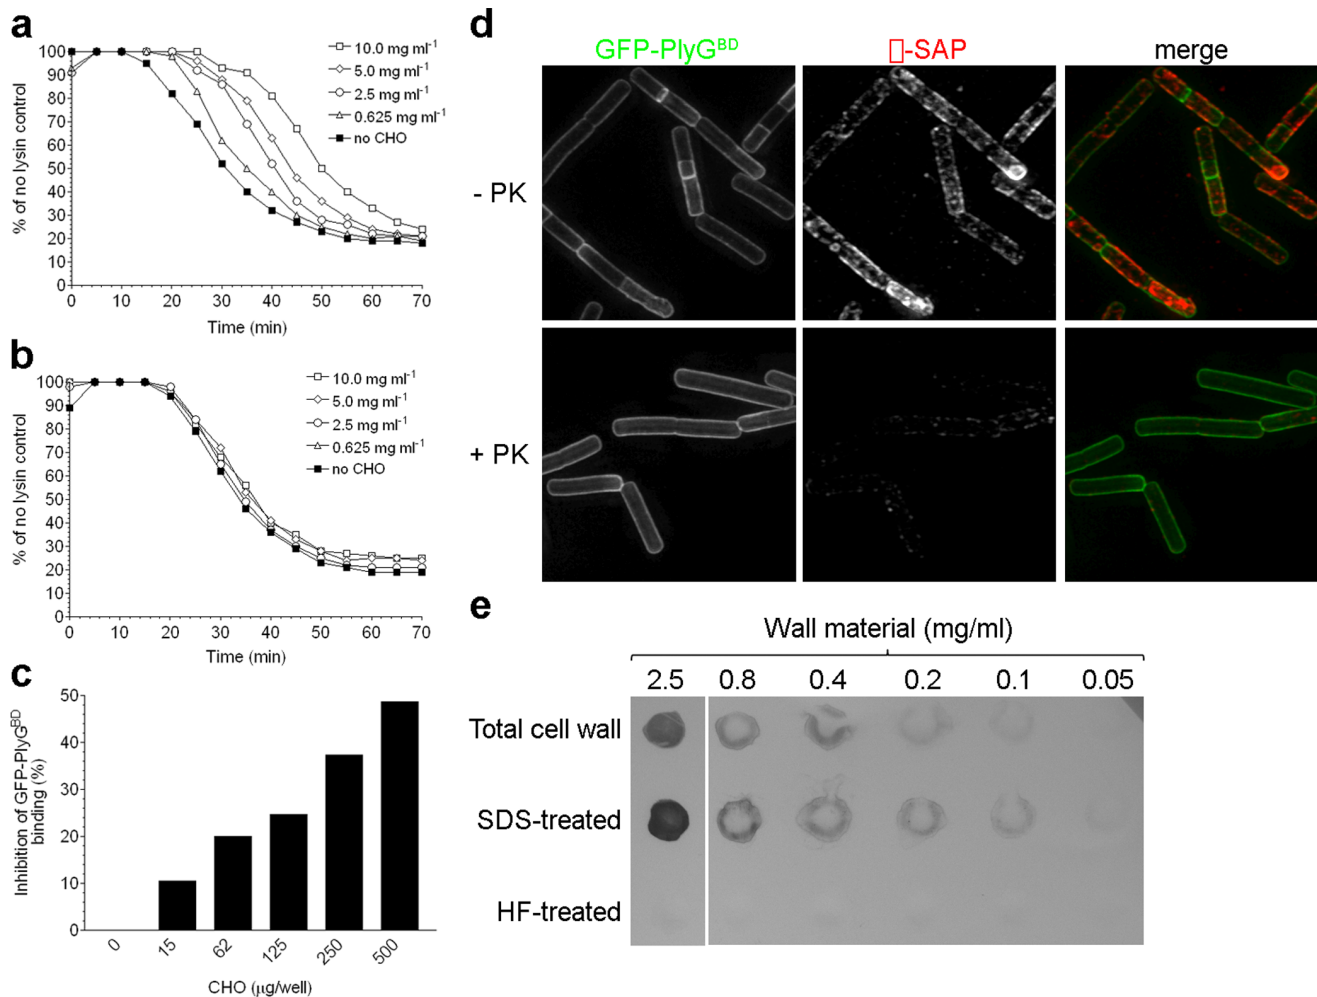 a
100
90
80
70
60
50
40
30
20
10
0
% of no lysin control
0 10 20 30 40 50 60 70
Time (min)
10.0 mg ml⁻¹
5.0 mg ml⁻¹
2.5 mg ml⁻¹
0.625 mg ml⁻¹
no CHO
b
100
90
80
70
60
50
40
30
20
10
0
% of no lysin control
0 10 20 30 40 50 60 70
Time (min)
10.0 mg ml⁻¹
5.0 mg ml⁻¹
2.5 mg ml⁻¹
0.625 mg ml⁻¹
no CHO
c
50
40
30
20
10
0
Inhibition of GFP-PlyGᴮᴰ
binding (%)
0 15 62 125 250 500
CHO (μg/well)
d
GFP-PlyGᴮᴰ □-SAP merge
- PK
+ PK
e
Wall material (mg/ml)
2.5 0.8 0.4 0.2 0.1 0.05
Total cell wall
SDS-treated
HF-treated